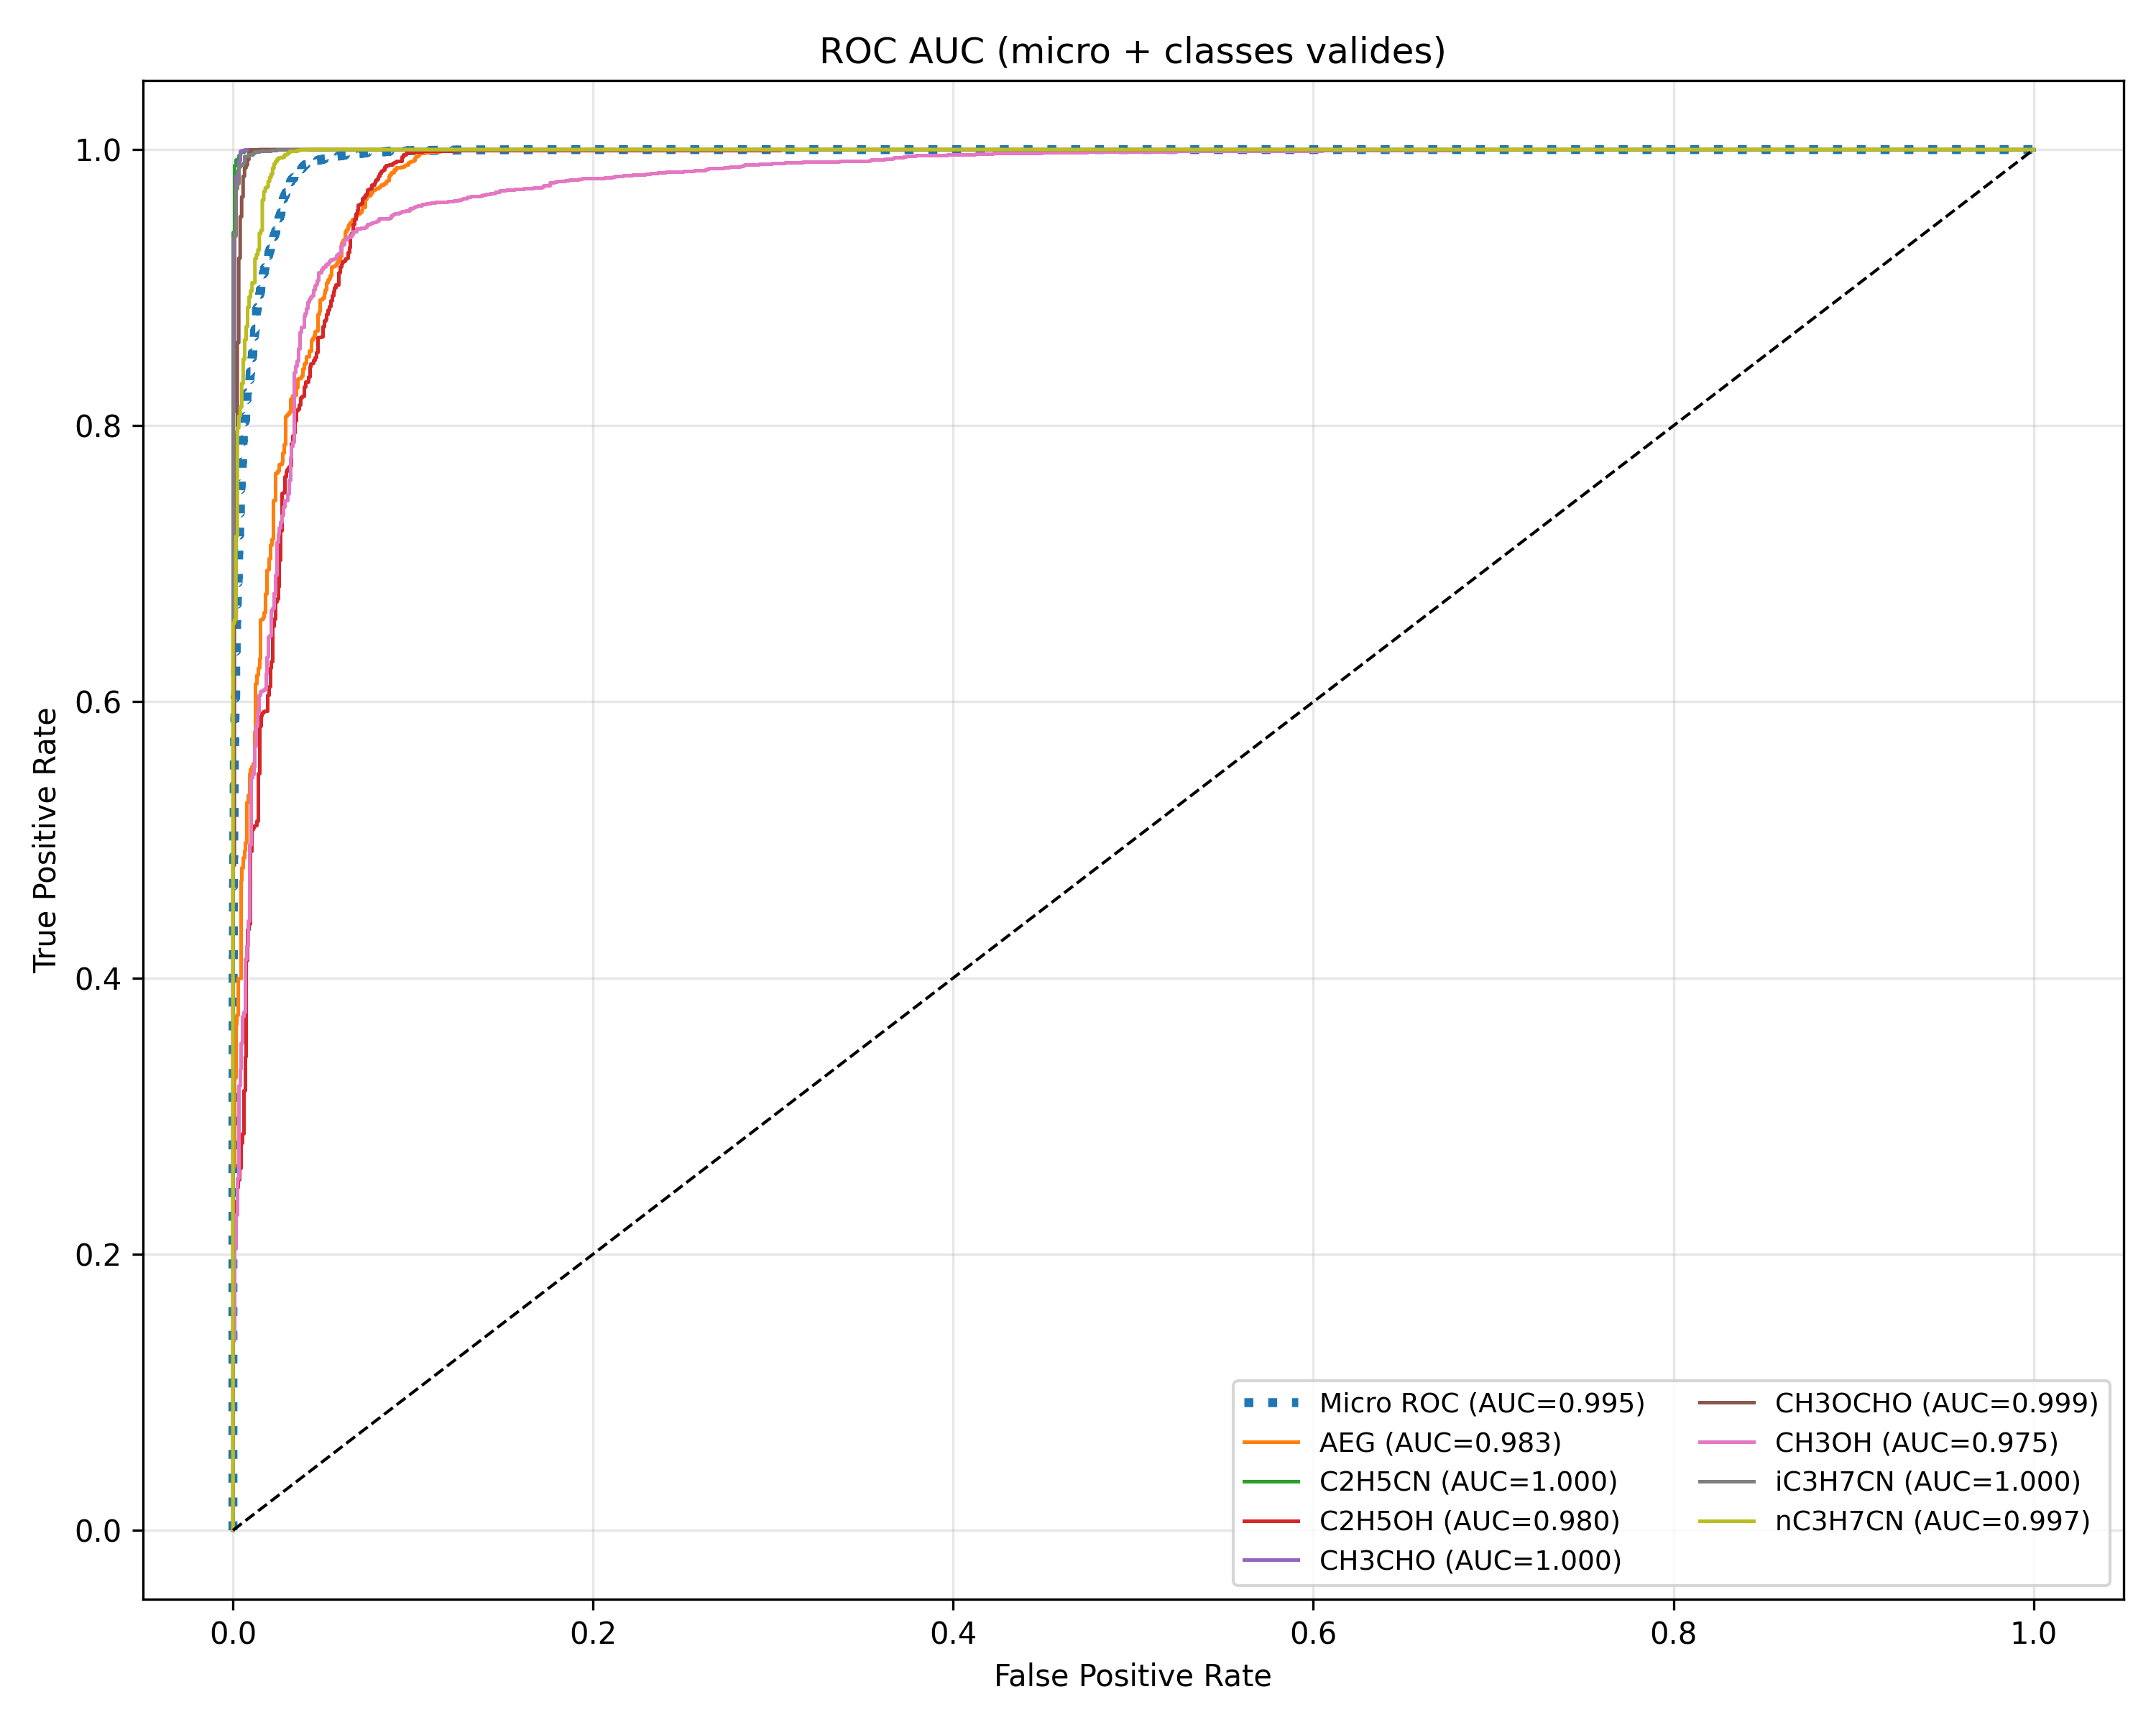 ROC AUC (micro + classes valides)
1.0
0.8
0.6
0.4
0.2
0.0
True Positive Rate
0.0 0.2 0.4 0.6 0.8 1.0
False Positive Rate
Micro ROC (AUC=0.995)
AEG (AUC=0.983)
C2H5CN (AUC=1.000)
C2H5OH (AUC=0.980)
CH3CHO (AUC=1.000)
CH3OCHO (AUC=0.999)
CH3OH (AUC=0.975)
iC3H7CN (AUC=1.000)
nC3H7CN (AUC=0.997)